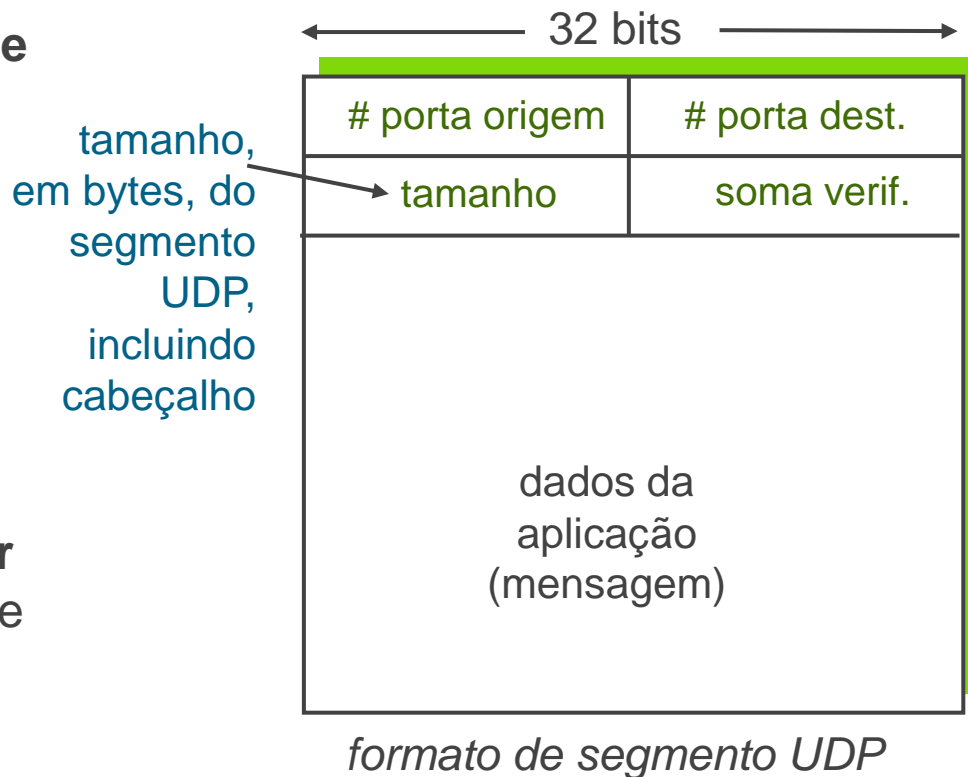 e
32 bits
# porta origem
# porta dest.
tamanho
soma verif.
tamanho,
em bytes, do
segmento
UDP,
incluindo
cabeçalho
dados da
aplicação
(mensagem)
r
e
formato de segmento UDP